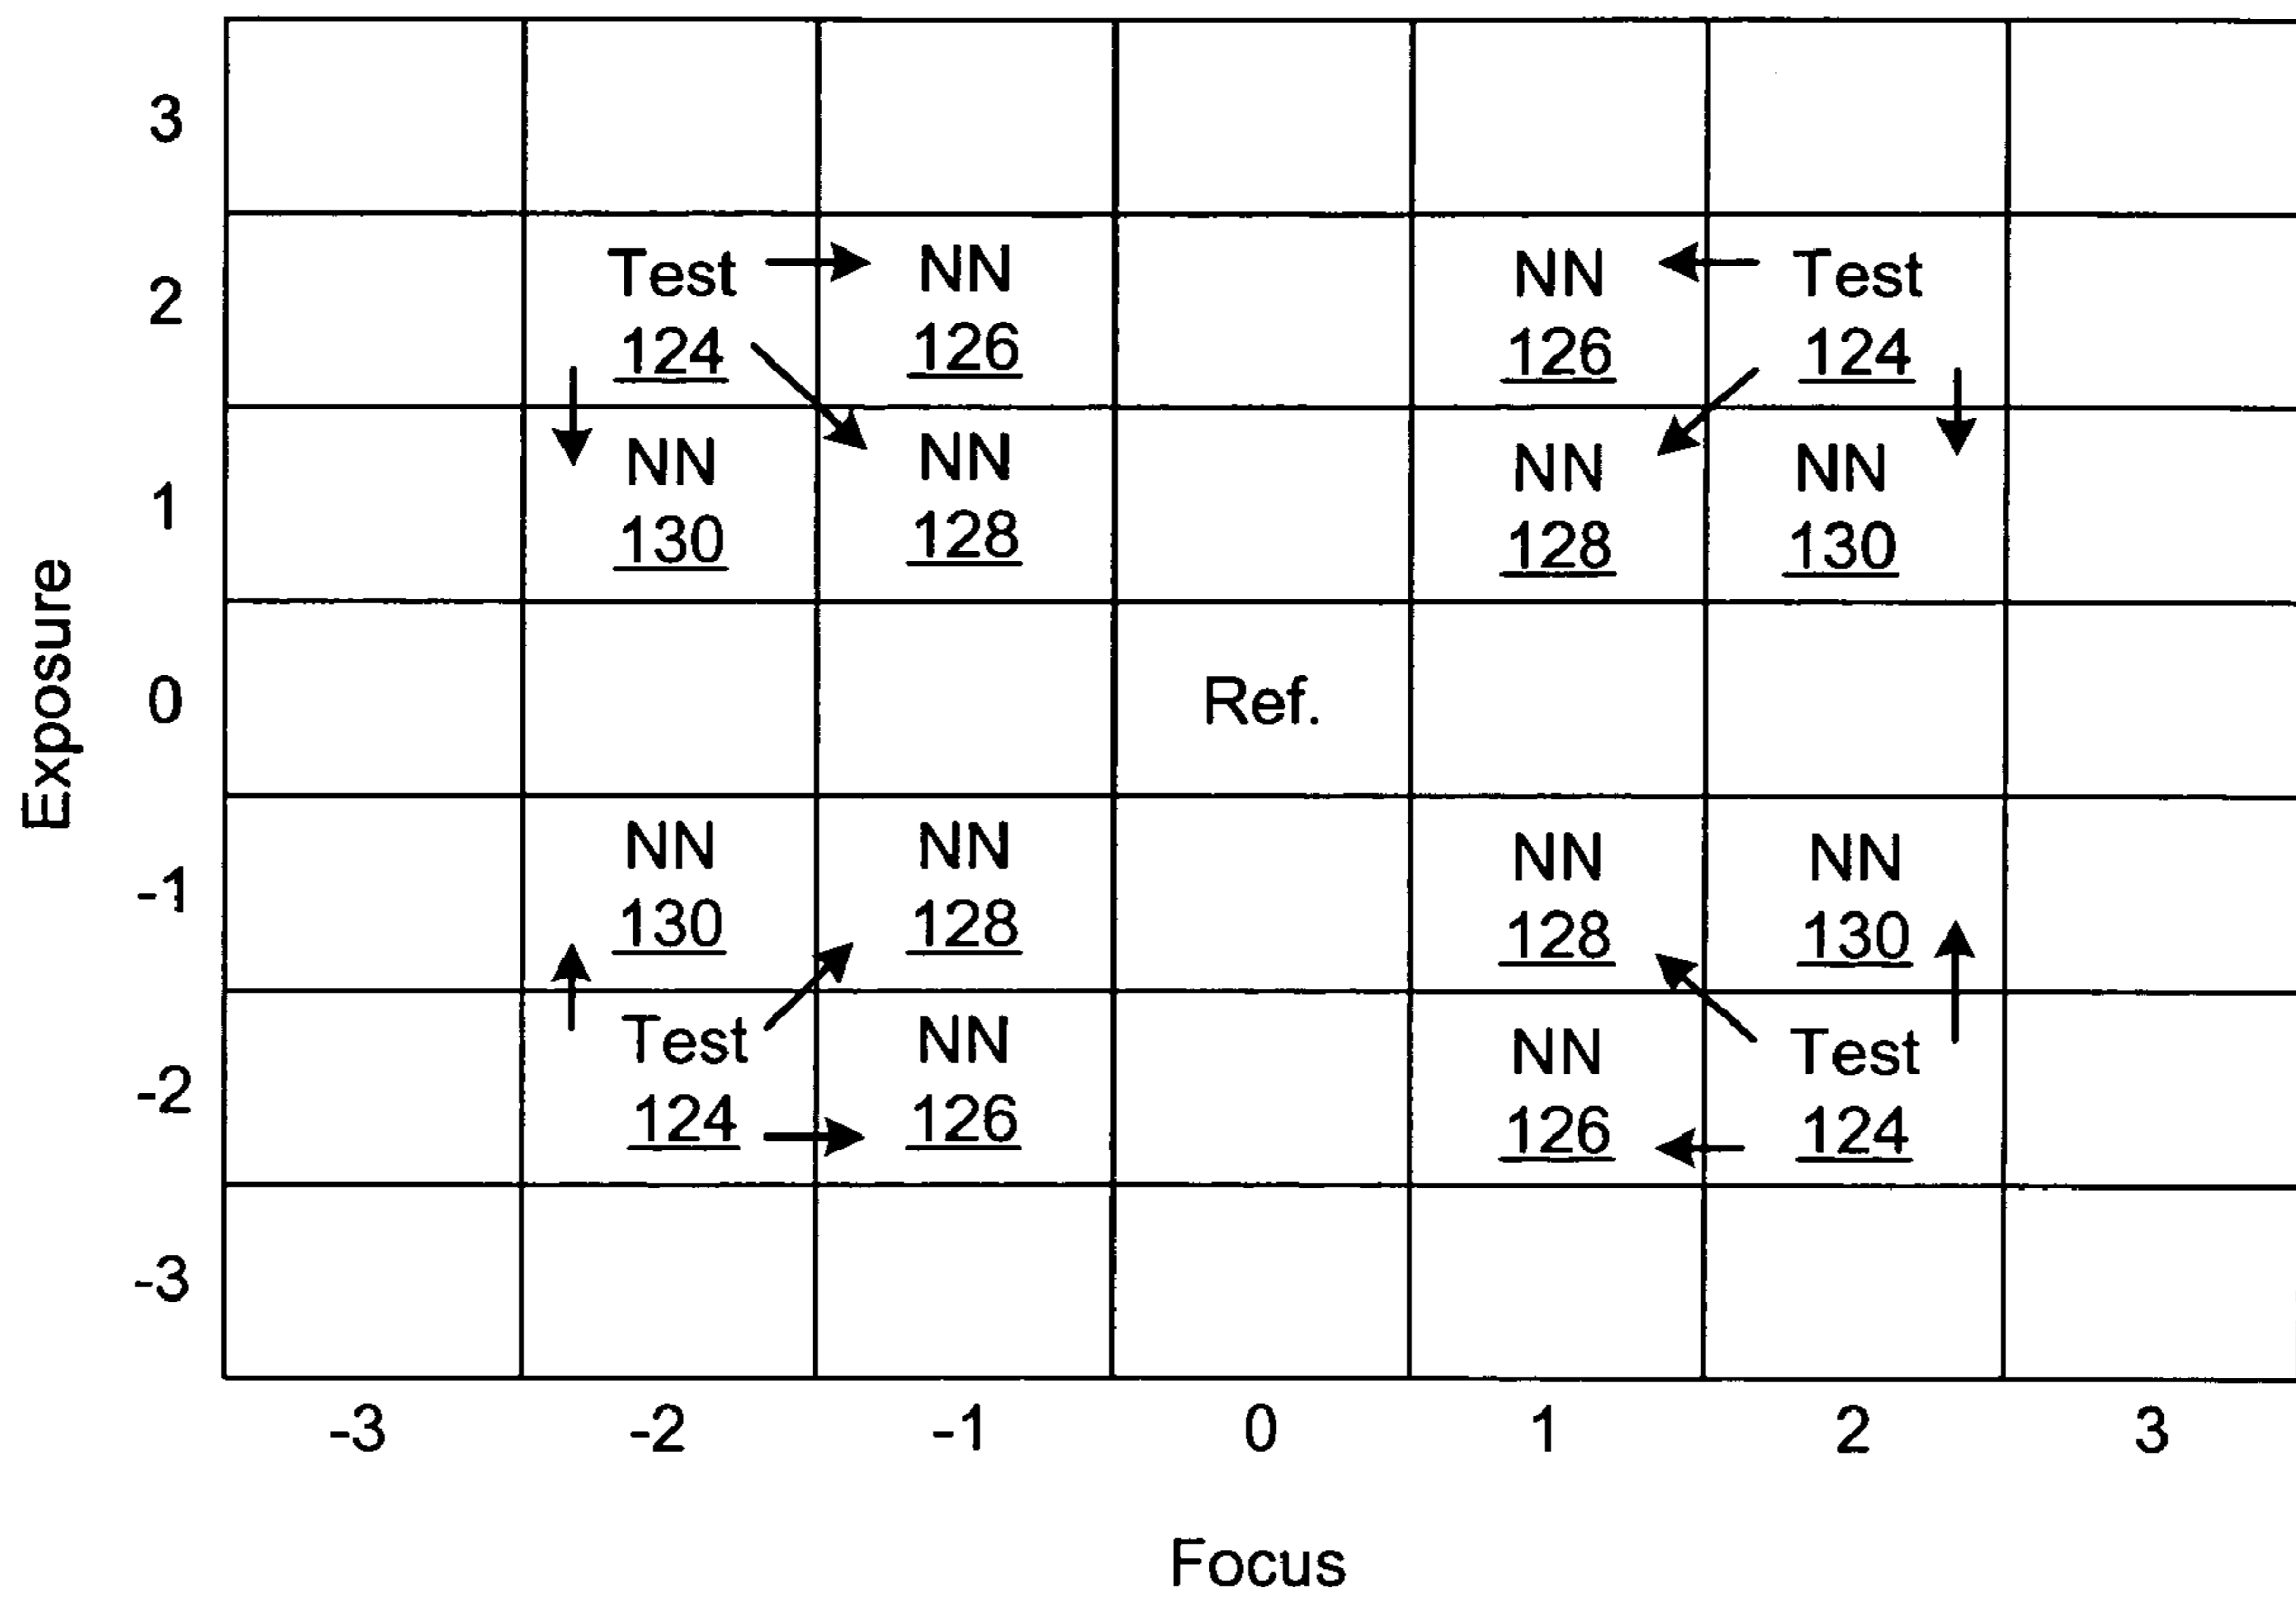 3
Test NN NN Test
2
124 126 126 124
NN NN NN NN
1
130 128 128 130
Exposure
0 Ref.
NN NN NN NN
-1
130 128 128 130
Test NN NN Test
-2
124 126 126 124
-3
-3 -2 -1 0 1 2 3
Focus